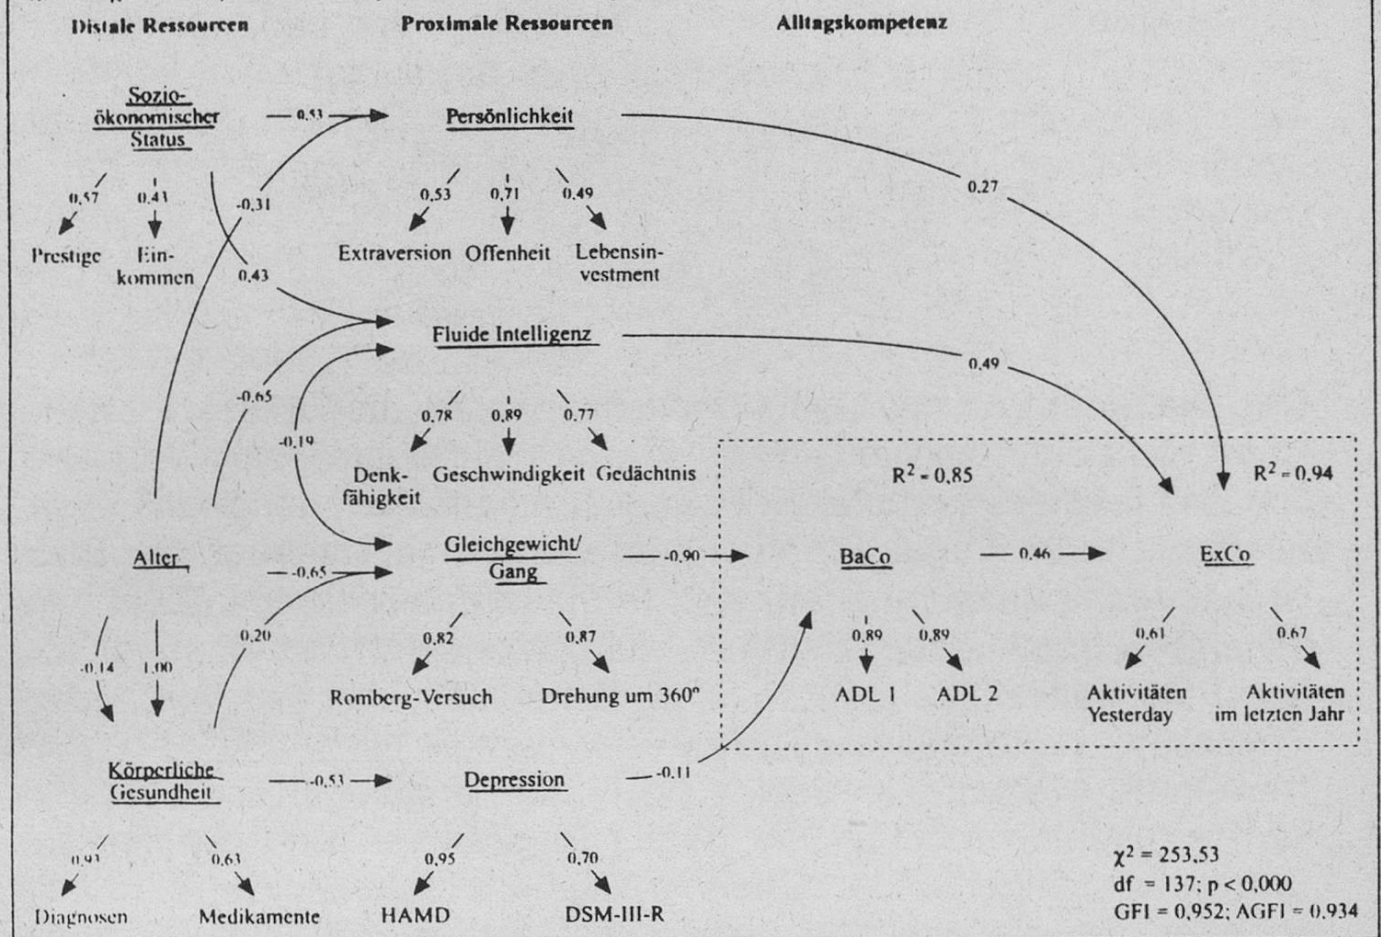 Distale Ressourcen
Proximale Ressourcen
Alltagskompetenz
Sozio-
ökonomischer
Status
0,53
Persönlichkeit
0,57
0,41
-0,31
0,53
0,71
0,49
0,27
Prestige
Ein-
kommen
Extraversion
Offenheit
Lebensin-
vestment
0,43
Fluide Intelligenz
0,49
-0,65
0,78
0,89
0,77
-0,19
Denk-
fähigkeit
Geschwindigkeit
Gedächtnis
R² = 0,85
R² = 0,94
Alter
-0,65
Gleichgewicht/
Gang
-0,90
BaCo
0,46
ExCo
0,20
0,82
0,87
0,89
0,89
0,61
0,67
-0,14
1,00
Romberg-Versuch
Drehung um 360°
ADL 1
ADL 2
Aktivitäten
Yesterday
Aktivitäten
im letzten Jahr
Körperliche
Gesundheit
-0,53
Depression
-0,11
0,93
0,63
0,95
0,70
Diagnosen
Medikamente
HAMD
DSM-III-R
χ² = 253,53
df = 137; p < 0,000
GFI = 0,952; AGFI = 0.934